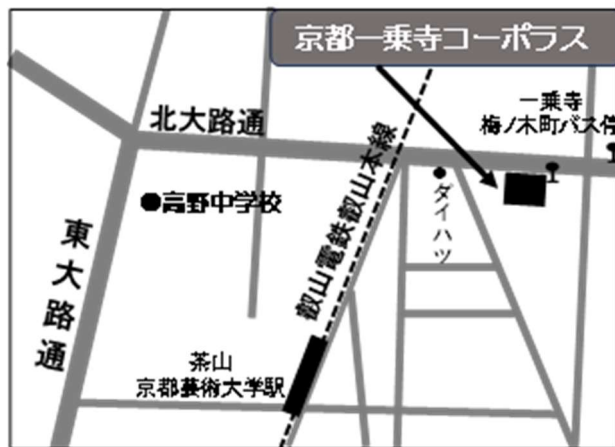 京都一乗寺コーポラス
一乗寺
梅ノ木町バス停
北大路通
叡山電鉄叡山本線
ダイハツ
高野中学校
東大路通
茶山
京都藝術大学駅